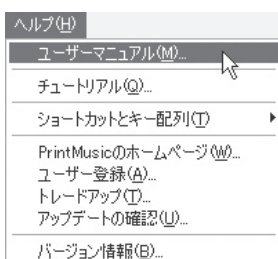 ヘルプ(H)
ユーザーマニュアル(M)...
チュートリアル(Q)...
ショートカットとキー配列(T)
PrintMusicのホームページ(W)...
ユーザー登録(A)...
トレードアップ(T)...
アップデートの確認(U)...
バージョン情報(B)...